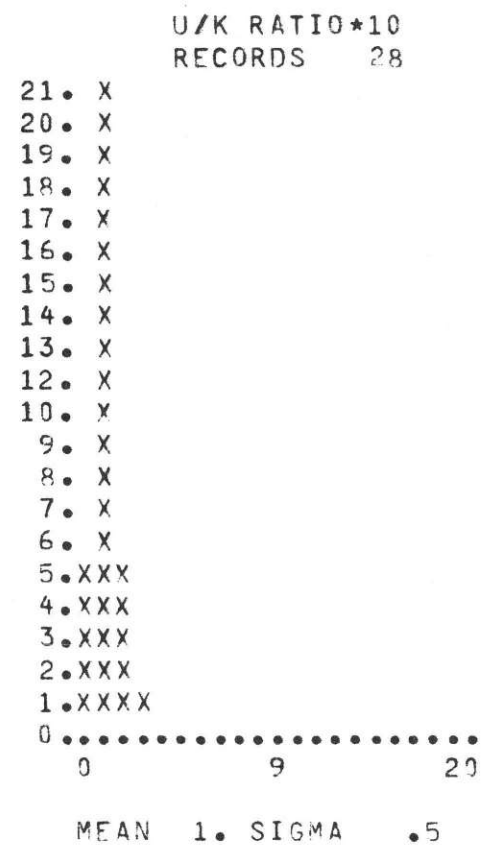 U/K RATIO*10
RECORDS 28
21. X
20. X
19. X
18. X
17. X
16. X
15. X
14. X
13. X
12. X
10. X
9. X
8. X
7. X
6. X
5.XXX
4.XXX
3.XXX
2.XXX
1.XXXX
0......................
0 9 20
MEAN 1. SIGMA .5